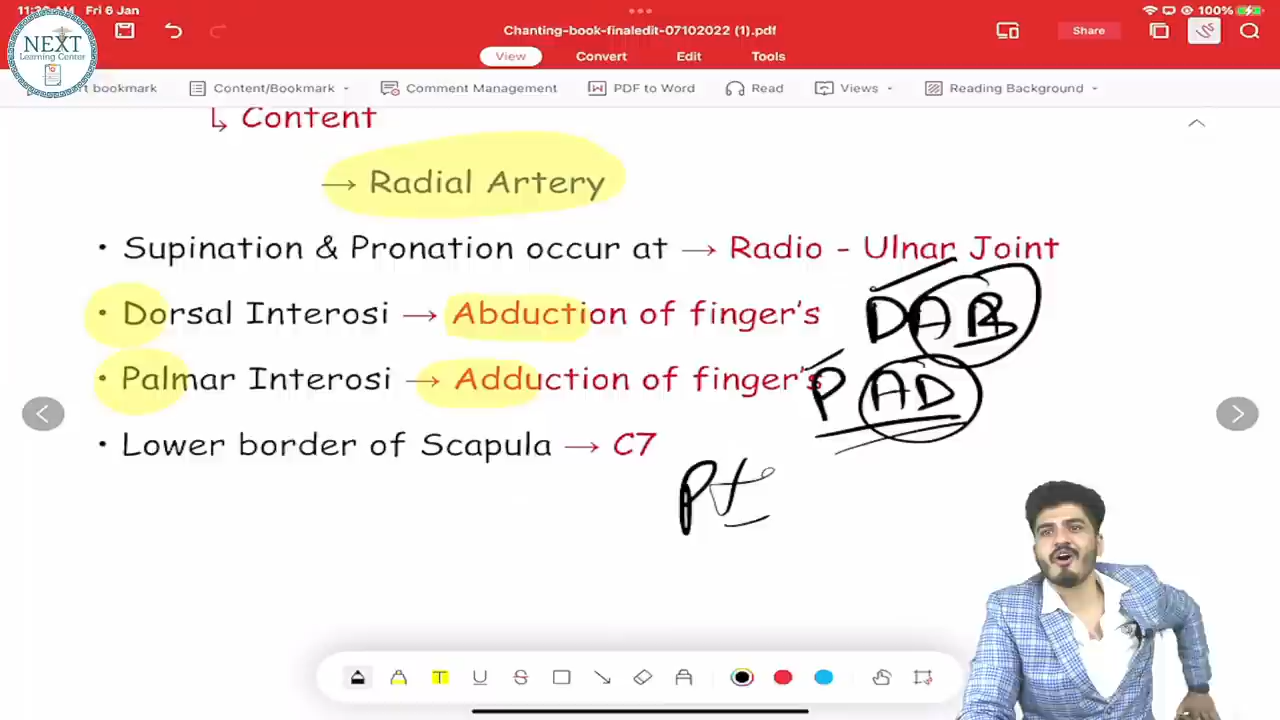 Fri 6 Jan
100%
NEXT
Learning Center
Chanting-book-finaledit-07102022 (1).pdf
Share
View Convert Edit Tools
bookmark Content/Bookmark Comment Management PDF to Word Read Views Reading Background
↳ Content
→ Radial Artery
• Supination & Pronation occur at → Radio - Ulnar Joint
• Dorsal Interosi → Abduction of finger's DAB
• Palmar Interosi → Adduction of finger's PAD
• Lower border of Scapula → C7